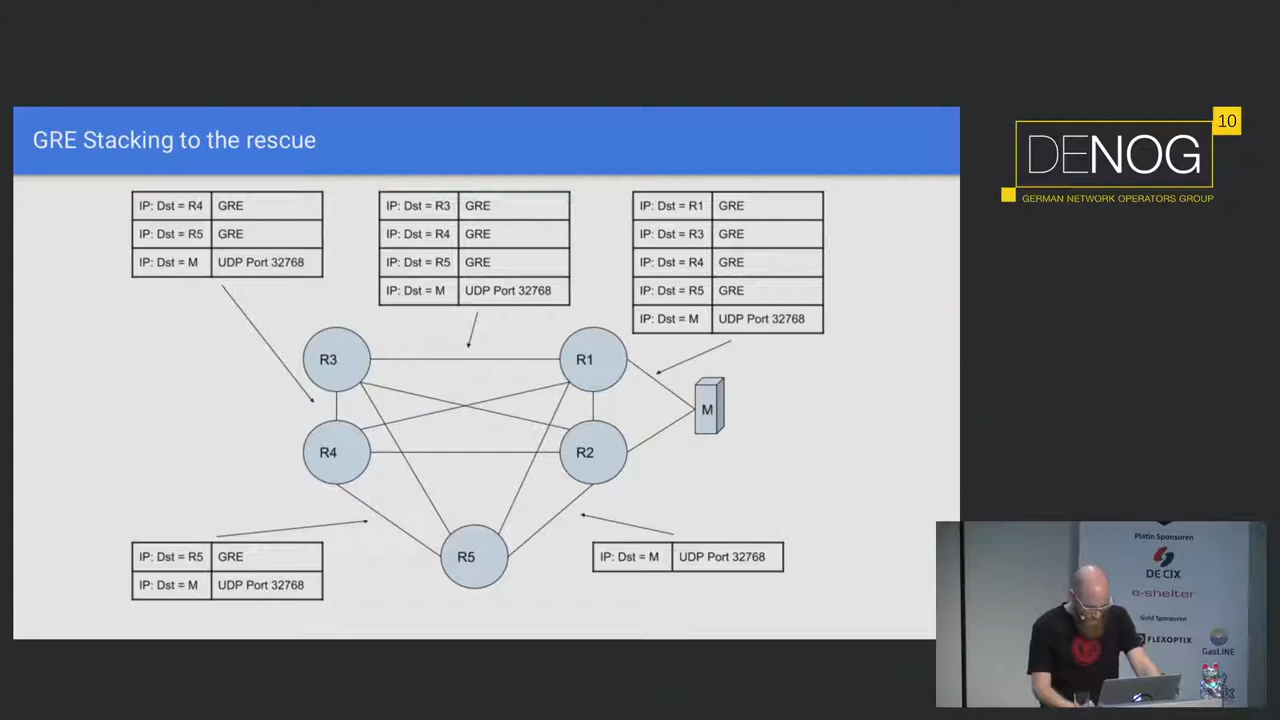 GRE Stacking to the rescue
IP: Dst = R4 GRE
IP: Dst = R5 GRE
IP: Dst = M UDP Port 32768
IP: Dst = R3 GRE
IP: Dst = R4 GRE
IP: Dst = R5 GRE
IP: Dst = M UDP Port 32768
IP: Dst = R1 GRE
IP: Dst = R3 GRE
IP: Dst = R4 GRE
IP: Dst = R5 GRE
IP: Dst = M UDP Port 32768
R3
R1
M
R4
R2
R5
IP: Dst = R5 GRE
IP: Dst = M UDP Port 32768
IP: Dst = M UDP Port 32768
10
DENOG
GERMAN NETWORK OPERATORS GROUP
Platin Sponsoren
DE CIX
e-shelter
Gold Sponsoren
FLEXOPTIX
GasLINE